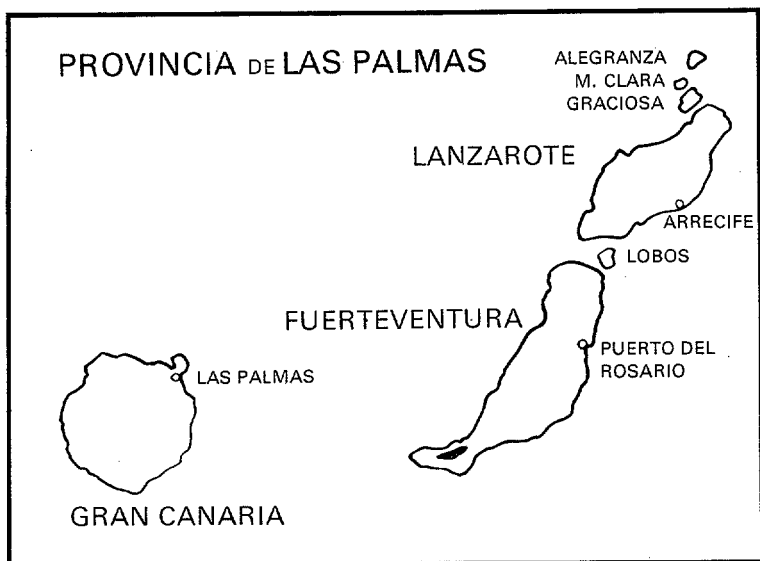 PROVINCIA DE LAS PALMAS
ALEGRANZA
M. CLARA
GRACIOSA
LANZAROTE
ARRECIFE
LOBOS
FUERTEVENTURA
PUERTO DEL
ROSARIO
LAS PALMAS
GRAN CANARIA